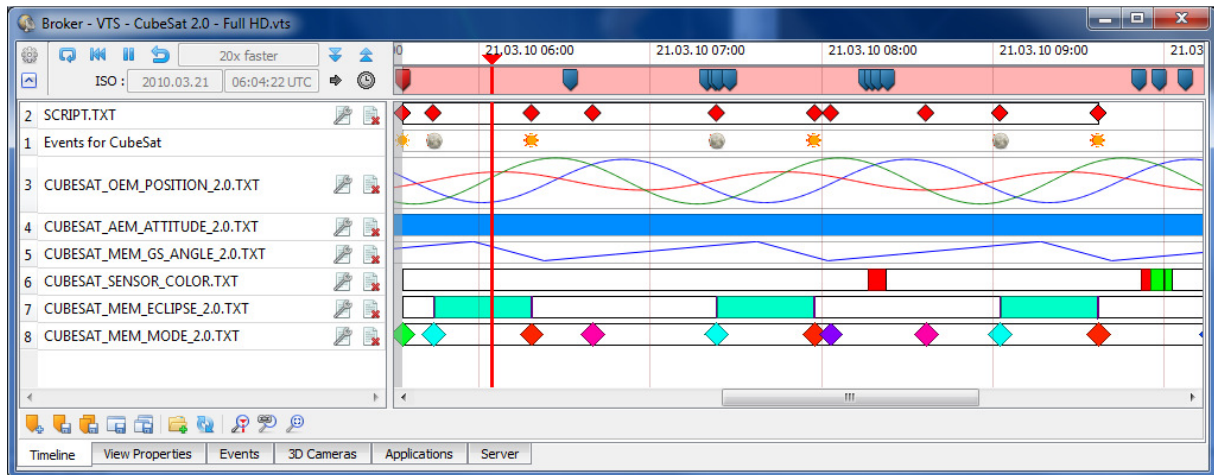 Broker - VTS - CubeSat 2.0 - Full HD.vts
20x faster
ISO : 2010.03.21 06:04:22 UTC
21.03.10 06:00 21.03.10 07:00 21.03.10 08:00 21.03.10 09:00 21.03
2 SCRIPT.TXT
1 Events for CubeSat
3 CUBESAT_OEM_POSITION_2.0.TXT
4 CUBESAT_AEM_ATTITUDE_2.0.TXT
5 CUBESAT_MEM_GS_ANGLE_2.0.TXT
6 CUBESAT_SENSOR_COLOR.TXT
7 CUBESAT_MEM_ECLIPSE_2.0.TXT
8 CUBESAT_MEM_MODE_2.0.TXT
Timeline View Properties Events 3D Cameras Applications Server